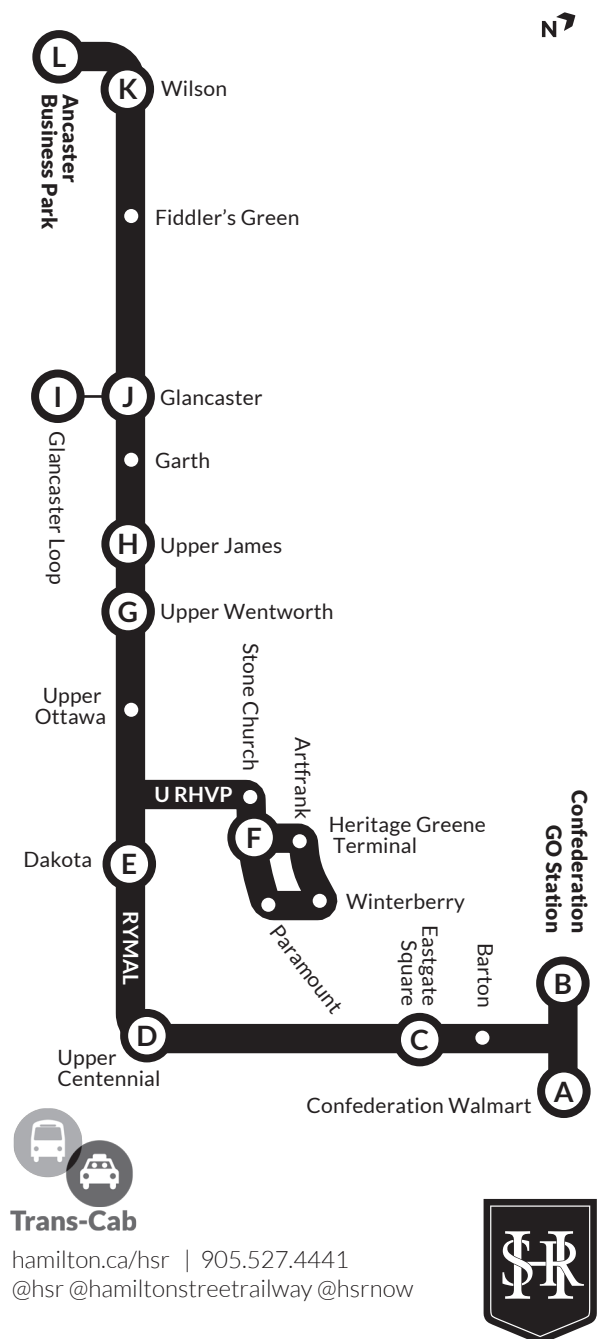 N
L
K
Wilson
Ancaster
Business Park
Fiddler’s Green
I
J
Glancaster
Glancaster Loop
Garth
H
Upper James
G
Upper Wentworth
Upper
Ottawa
Stone Church
Artfrank
U RHVP
F
Heritage Greene
Terminal
Dakota
E
Winterberry
Paramount
RYMAL
Confederation
GO Station
Eastgate
Square
Barton
B
D
C
Upper
Centennial
A
Confederation Walmart
Trans-Cab
hamilton.ca/hsr | 905.527.4441
@hsr @hamiltonstreetrailway @hsrnow
HSR